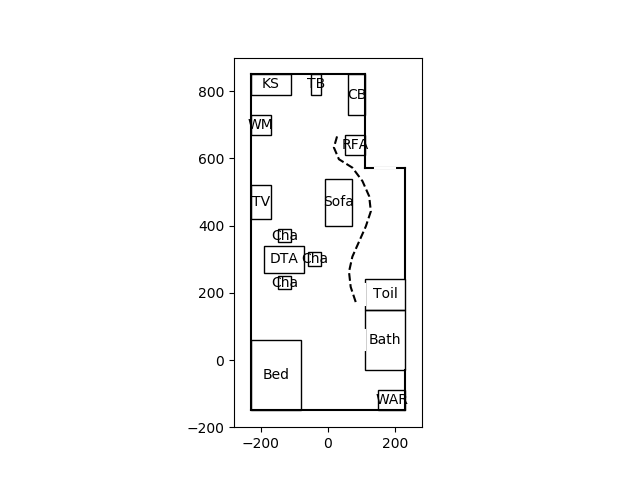 KS
TB
CB
800
WM
RFA
600
TV
Sofa
400
Cha
DTA
Cha
Cha
Toil
200
Bath
0
Bed
WAR
−200
−200
0
200